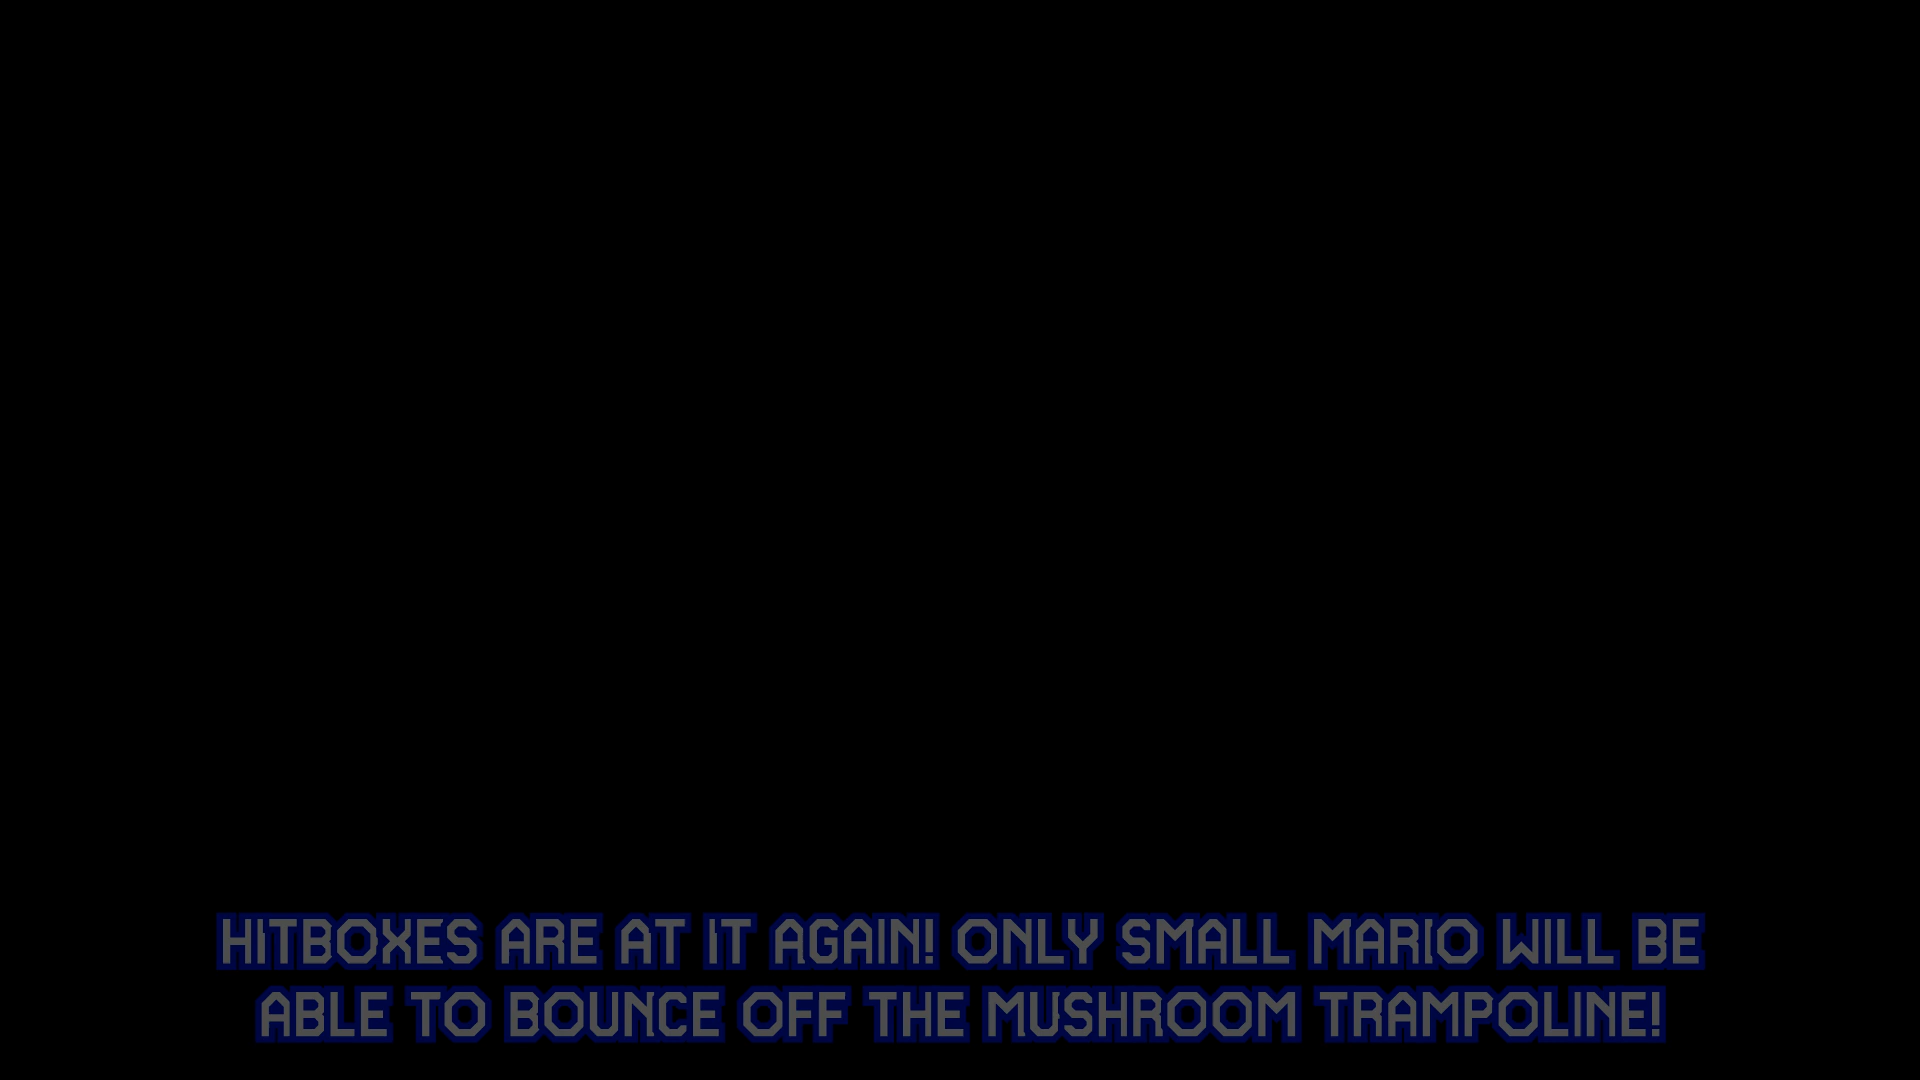 HITBOXES ARE AT IT AGAIN! ONLY SMALL MARIO WILL BE
ABLE TO BOUNCE OFF THE MUSHROOM TRAMPOLINE!